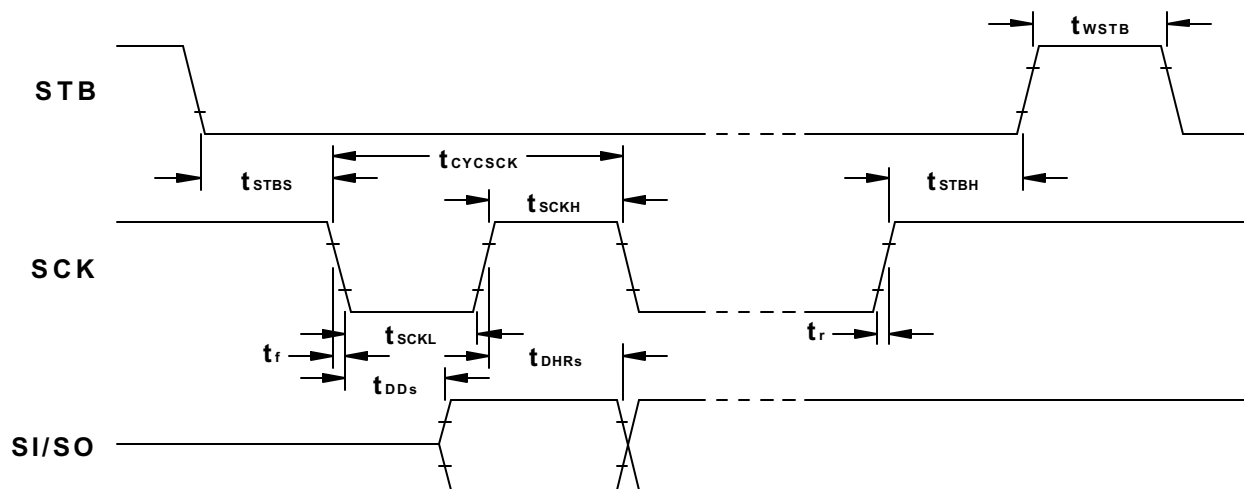 tWSTB
STB
tCYCSCK
tSTBS
tSTBH
tSCKH
SCK
tSCKL
tr
tf
tDHRs
tDDs
SI/SO